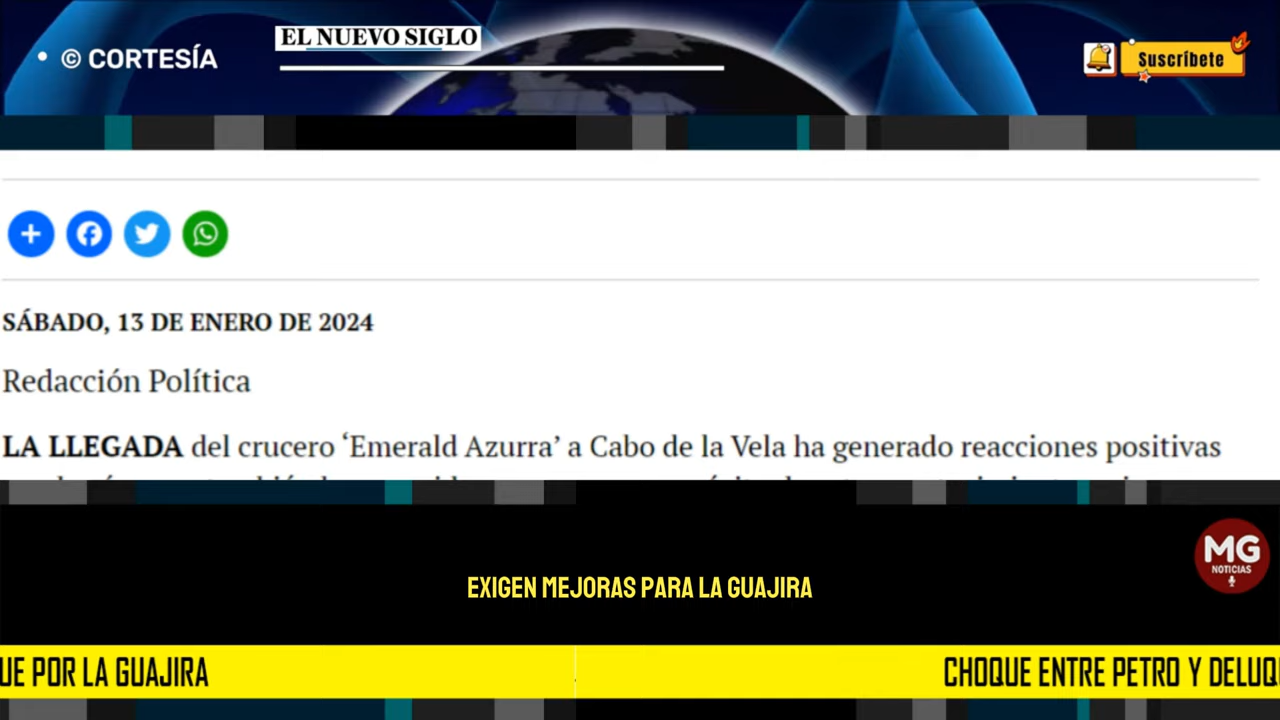 • © CORTESÍA
EL NUEVO SIGLO
Suscríbete
SÁBADO, 13 DE ENERO DE 2024
Redacción Política
LA LLEGADA del crucero ‘Emerald Azurra’ a Cabo de la Vela ha generado reacciones positivas
MG
NOTICIAS
EXIGEN MEJORAS PARA LA GUAJIRA
UE POR LA GUAJIRA
CHOQUE ENTRE PETRO Y DELUQ